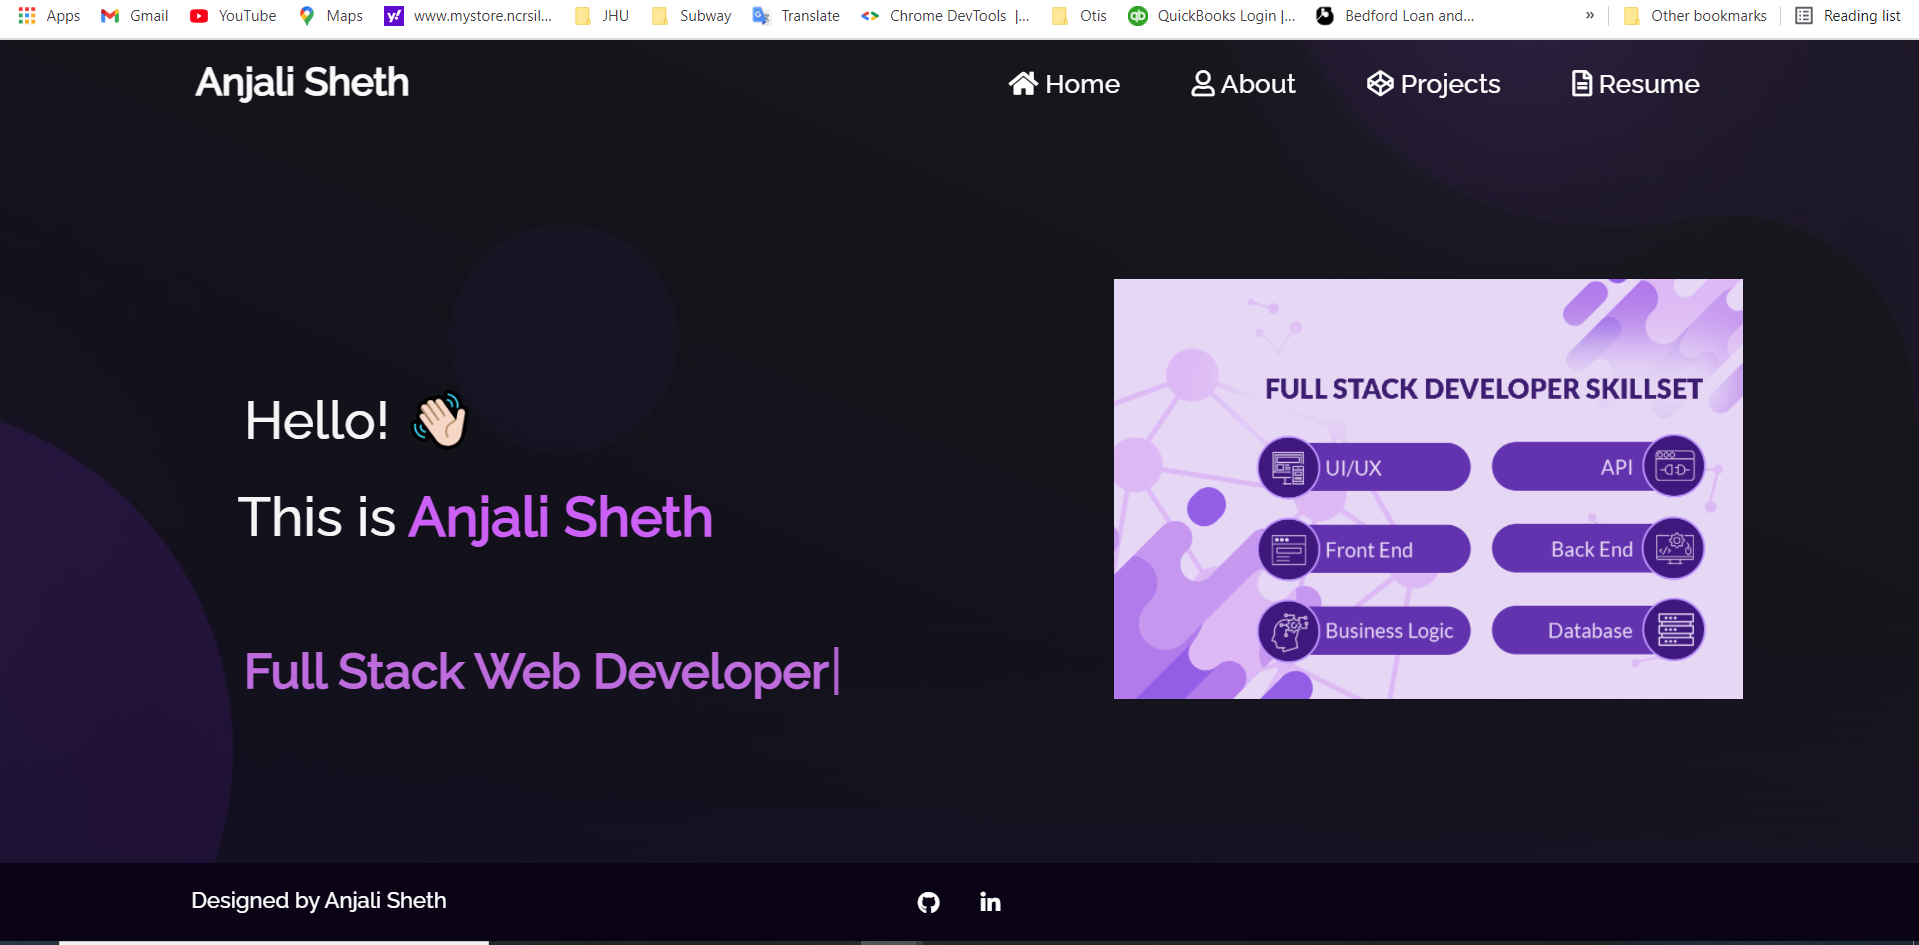 Apps Gmail YouTube Maps www.mystore.ncrsil... JHU Subway Translate Chrome DevTools |... Otis QuickBooks Login |... Bedford Loan and... » Other bookmarks Reading list
Anjali Sheth Home About Projects Resume
Hello!
This is Anjali Sheth
Full Stack Web Developer|
FULL STACK DEVELOPER SKILLSET
UI/UX API
Front End Back End
Business Logic Database
Designed by Anjali Sheth